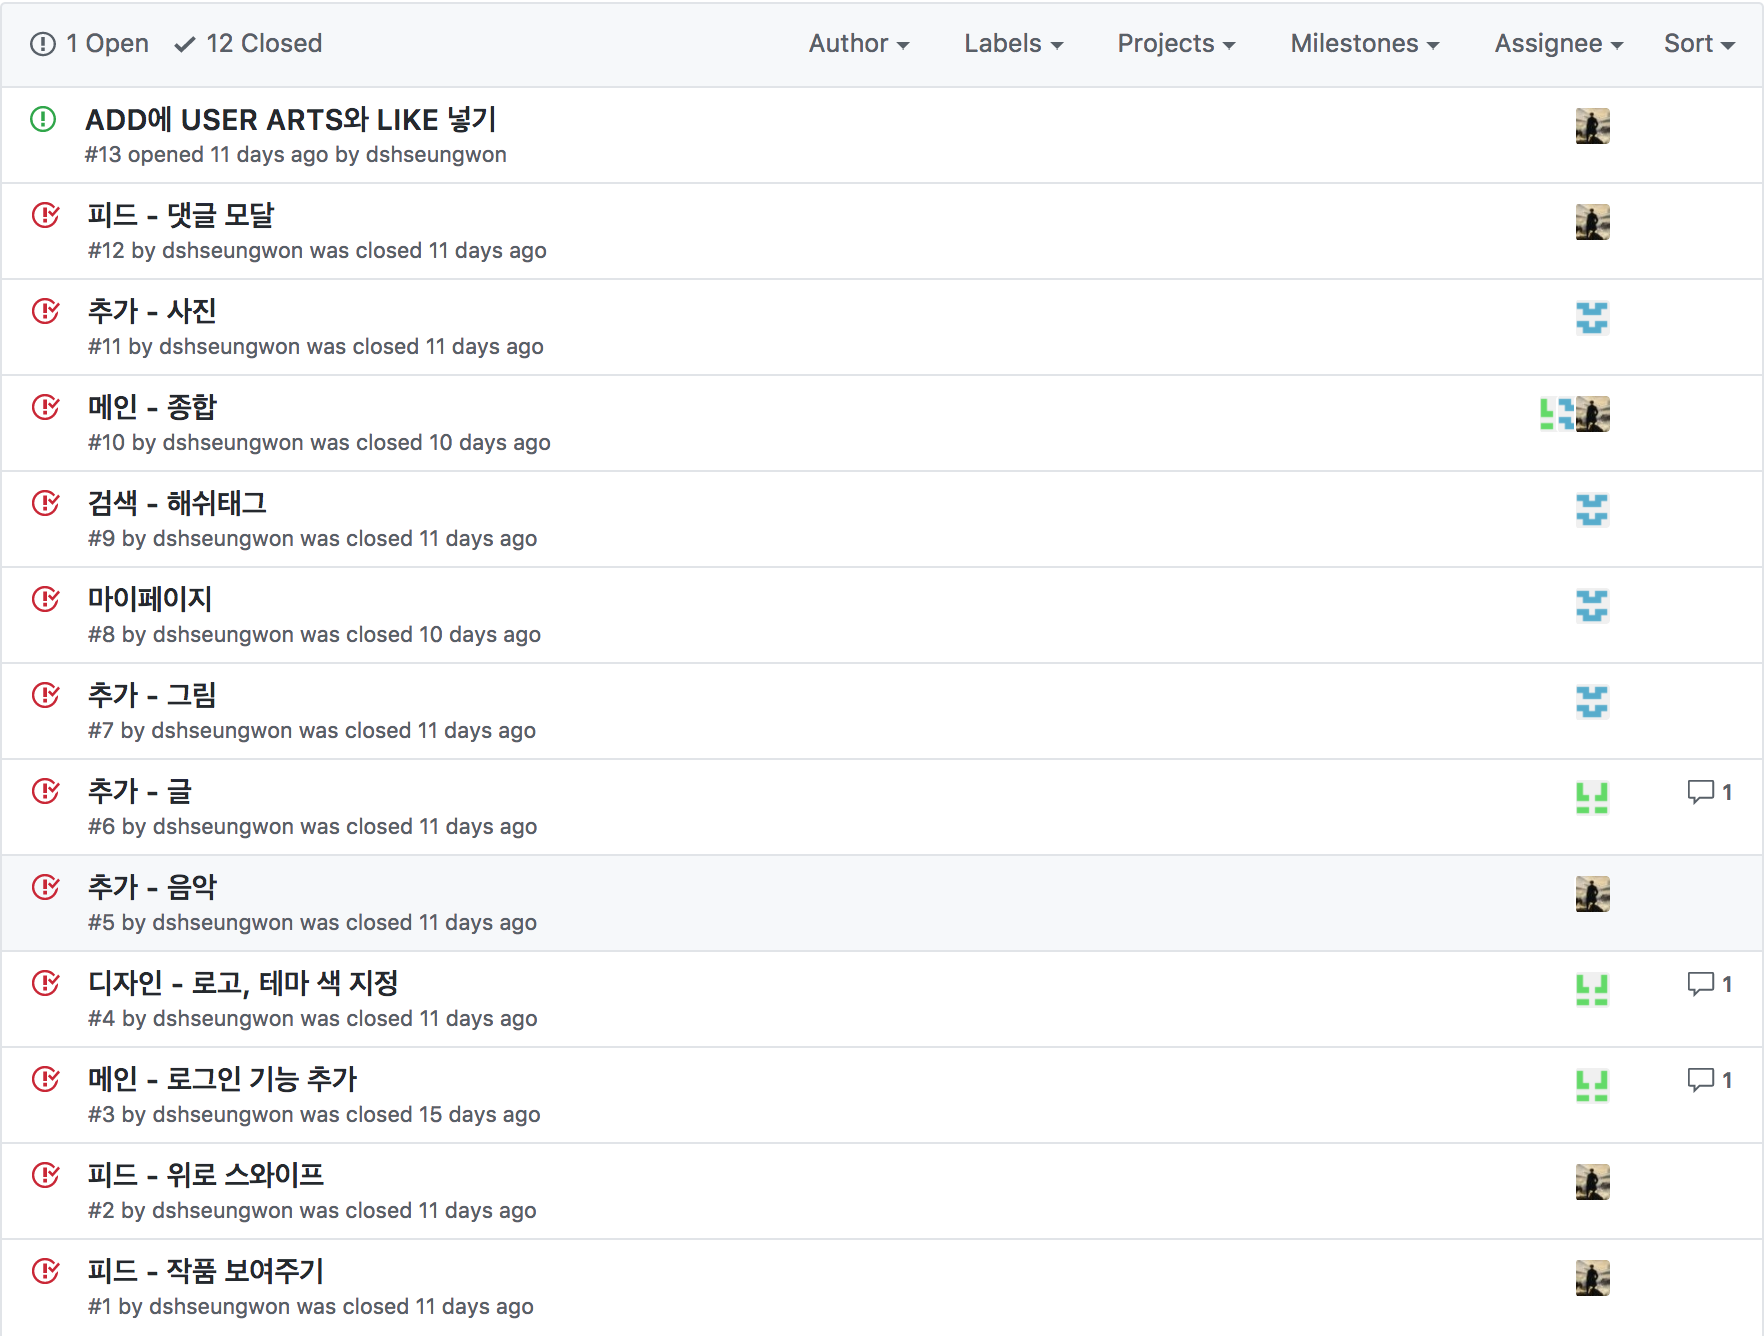 1 Open 12 Closed Author Labels Projects Milestones Assignee Sort
ADD에 USER ARTS와 LIKE 넣기
#13 opened 11 days ago by dshseungwon
피드 - 댓글 모달
#12 by dshseungwon was closed 11 days ago
추가 - 사진
#11 by dshseungwon was closed 11 days ago
메인 - 종합
#10 by dshseungwon was closed 10 days ago
검색 - 해쉬태그
#9 by dshseungwon was closed 11 days ago
마이페이지
#8 by dshseungwon was closed 10 days ago
추가 - 그림
#7 by dshseungwon was closed 11 days ago
추가 - 글 1
#6 by dshseungwon was closed 11 days ago
추가 - 음악
#5 by dshseungwon was closed 11 days ago
디자인 - 로고, 테마 색 지정 1
#4 by dshseungwon was closed 11 days ago
메인 - 로그인 기능 추가 1
#3 by dshseungwon was closed 15 days ago
피드 - 위로 스와이프
#2 by dshseungwon was closed 11 days ago
피드 - 작품 보여주기
#1 by dshseungwon was closed 11 days ago